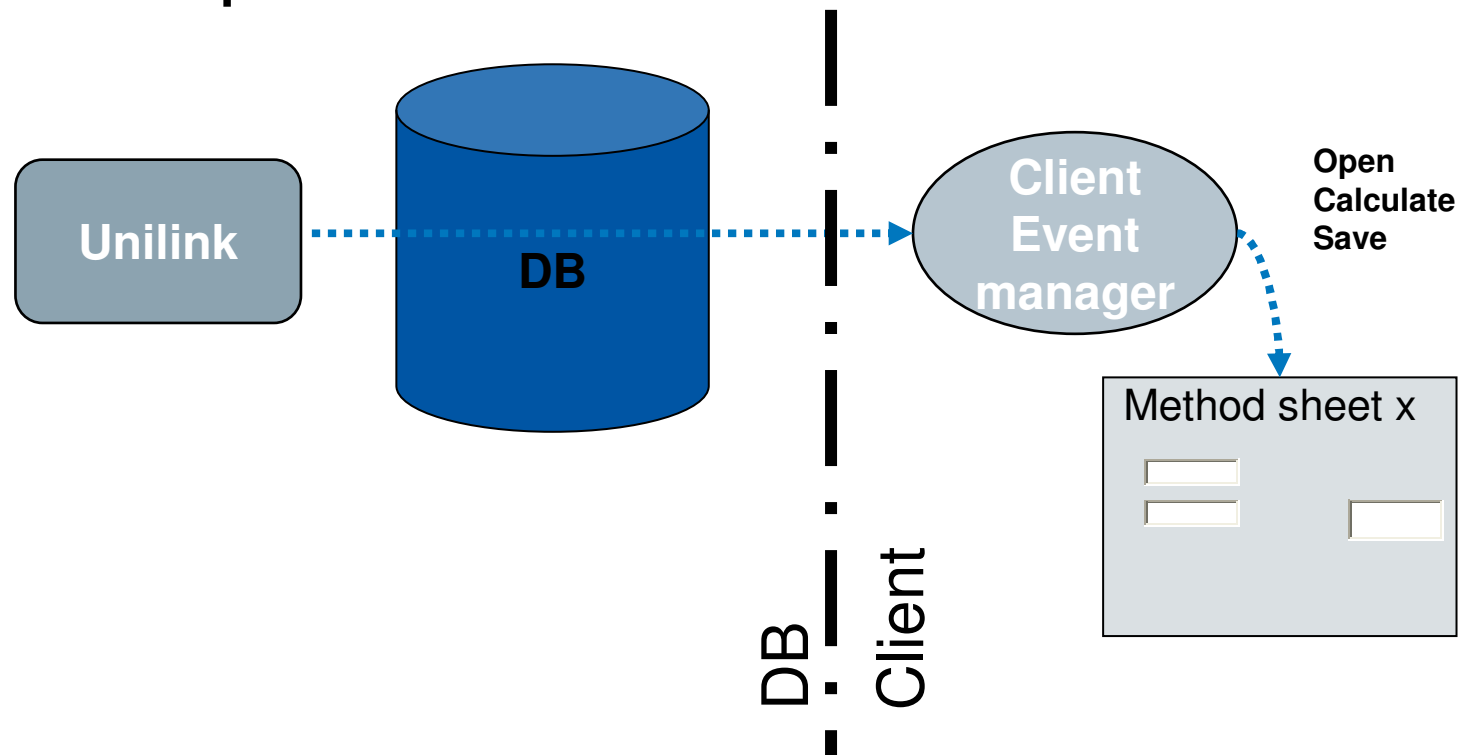 Unilink
DB
Client
Event
manager
Open
Calculate
Save
Method sheet x
DB
Client